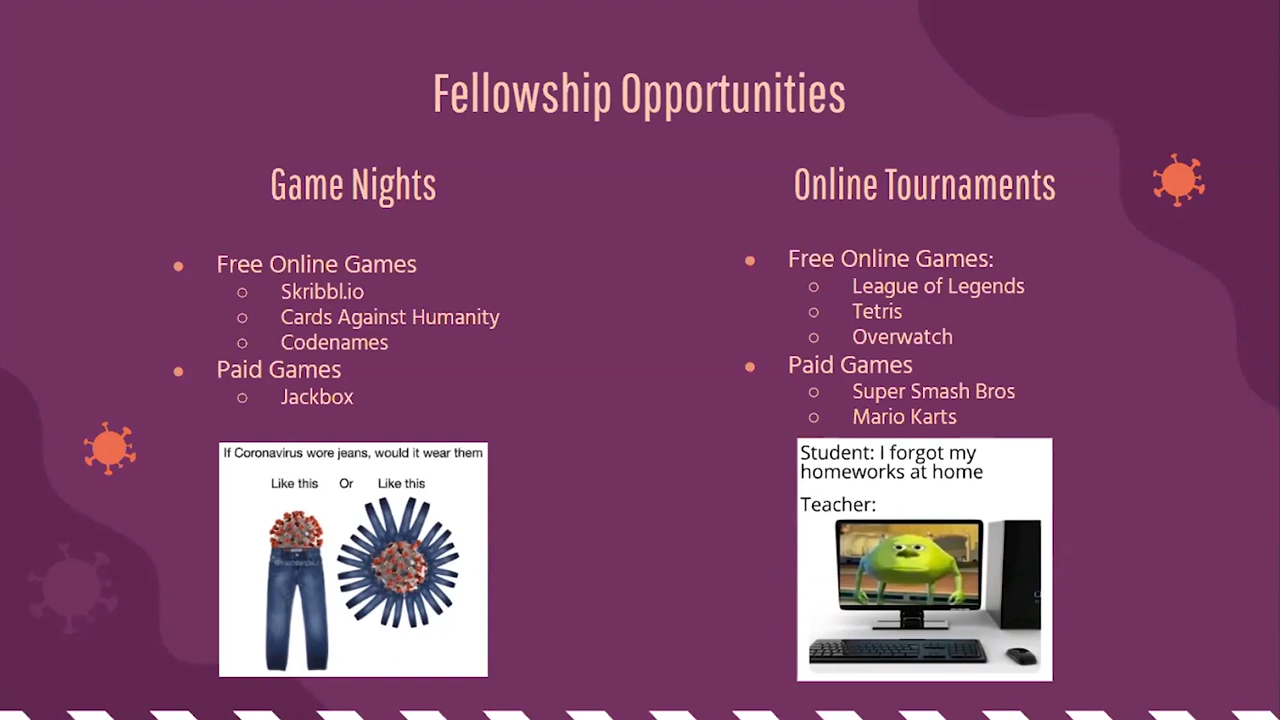 Fellowship Opportunities
Game Nights
Free Online Games
Skribbl.io
Cards Against Humanity
Codenames
Paid Games
Jackbox
If Coronavirus wore jeans, would it wear them
Like this Or Like this
Online Tournaments
Free Online Games:
League of Legends
Tetris
Overwatch
Paid Games
Super Smash Bros
Mario Karts
Student: I forgot my
homeworks at home
Teacher: